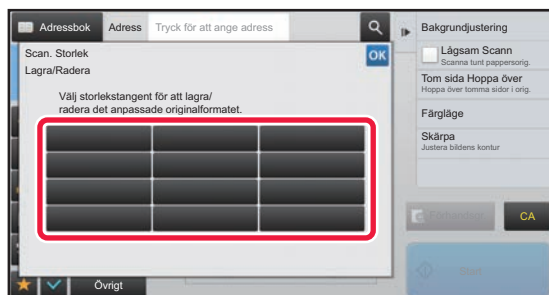 Adressbok
Adress
Tryck för att ange adress
Scan. Storlek
Lagra/Radera
OK
Välj storlekstangent för att lagra/
radera det anpassade originalformatet.
Övrigt
Bakgrundjustering
Lågsam Scann
Scanna tunt pappersorig.
Tom sida Hoppa över
Hoppa över tomma sidor i orig.
Färgläge
Skärpa
Justera bildens kontur
CA
Start